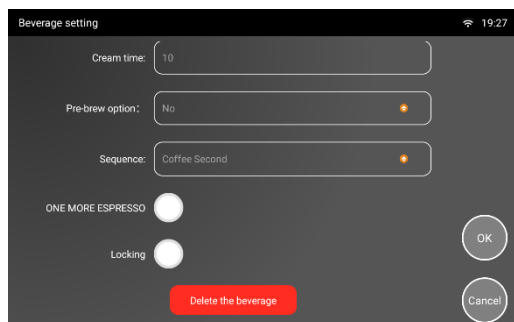 Beverage setting 19:27
Cream time: 10
Pre-brew option: No
Sequence: Coffee Second
ONE MORE ESPRESSO
OK
Locking
Delete the beverage
Cancel